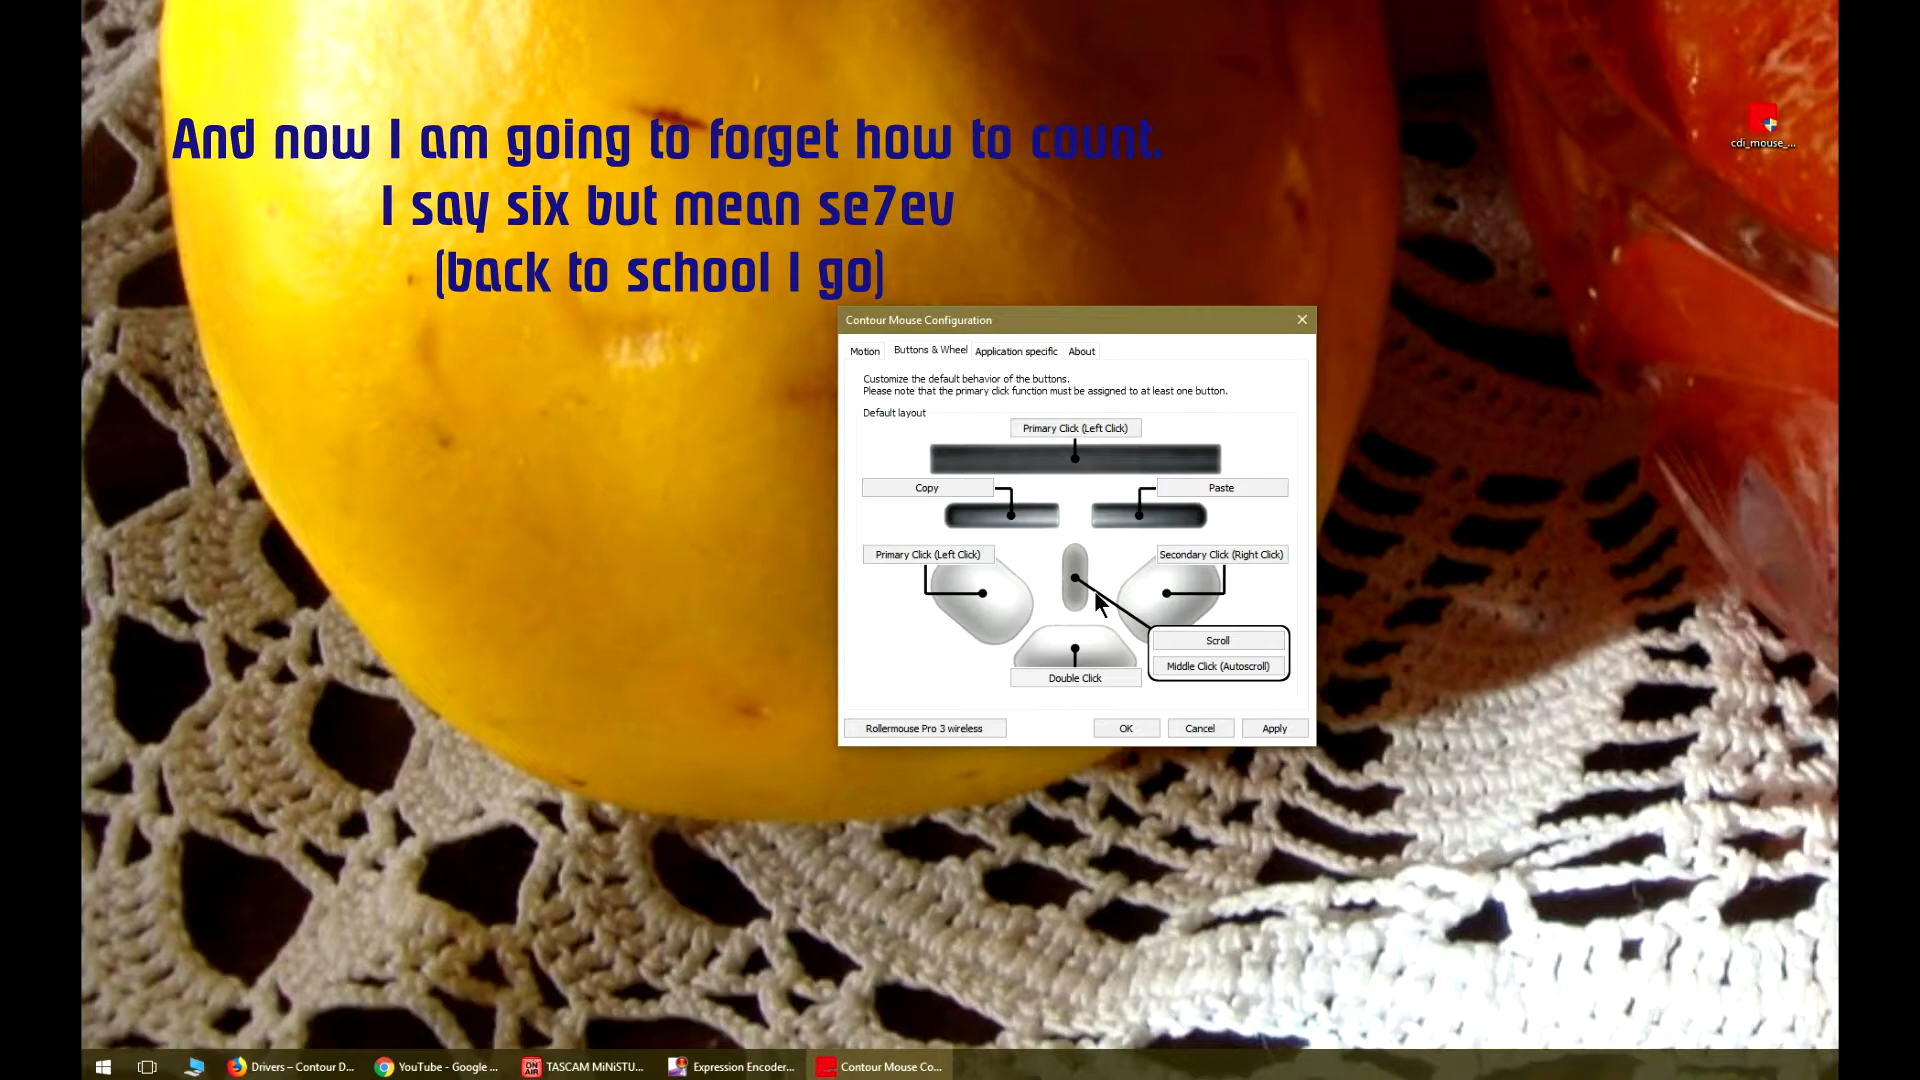 And now I am going to forget how to count.
I say six but mean se7ev
(back to school I go)
cdi_mouse_...
Contour Mouse Configuration
Motion
Buttons & Wheel
Application specific
About
Customize the default behavior of the buttons.
Please note that the primary click function must be assigned to at least one button.
Default layout
Primary Click (Left Click)
Copy
Paste
Primary Click (Left Click)
Secondary Click (Right Click)
Scroll
Middle Click (Autoscroll)
Double Click
Rollermouse Pro 3 wireless
OK
Cancel
Apply
Drivers – Contour D...
YouTube - Google ...
ON AIR
TASCAM MiNiSTU...
Expression Encoder...
Contour Mouse Co...